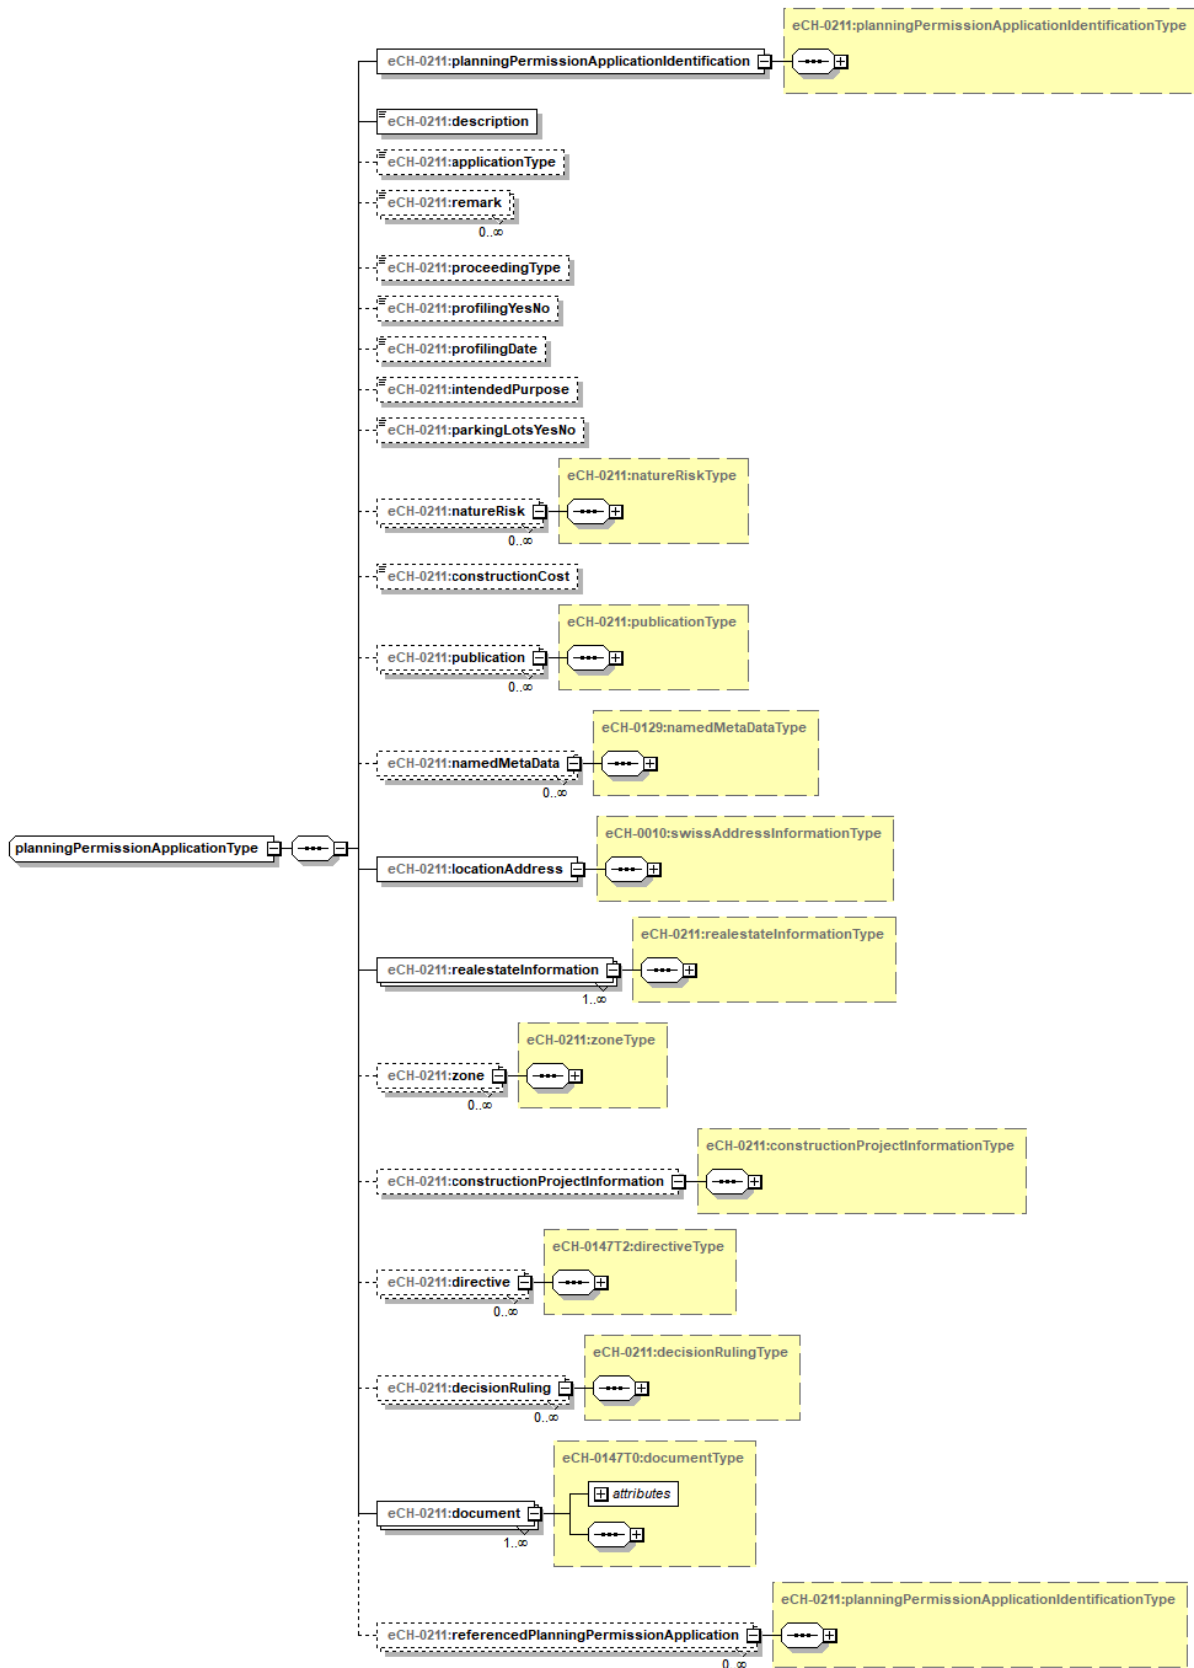 eCH-0211:planningPermissionApplicationIdentificationType
eCH-0211:planningPermissionApplicationIdentification
eCH-0211:description
eCH-0211:applicationType
eCH-0211:remark
0..∞
eCH-0211:proceedingType
eCH-0211:profilingYesNo
eCH-0211:profilingDate
eCH-0211:intendedPurpose
eCH-0211:parkingLotsYesNo
eCH-0211:natureRiskType
eCH-0211:natureRisk
0..∞
eCH-0211:constructionCost
eCH-0211:publicationType
eCH-0211:publication
0..∞
eCH-0129:namedMetaDataType
eCH-0211:namedMetaData
0..∞
eCH-0010:swissAddressInformationType
planningPermissionApplicationType
eCH-0211:locationAddress
eCH-0211:realestateInformationType
eCH-0211:realestateInformation
1..∞
eCH-0211:zoneType
eCH-0211:zone
0..∞
eCH-0211:constructionProjectInformationType
eCH-0211:constructionProjectInformation
eCH-0147T2:directiveType
eCH-0211:directive
0..∞
eCH-0211:decisionRulingType
eCH-0211:decisionRuling
0..∞
eCH-0147T0:documentType
attributes
eCH-0211:document
1..∞
eCH-0211:planningPermissionApplicationIdentificationType
eCH-0211:referencedPlanningPermissionApplication
0..∞